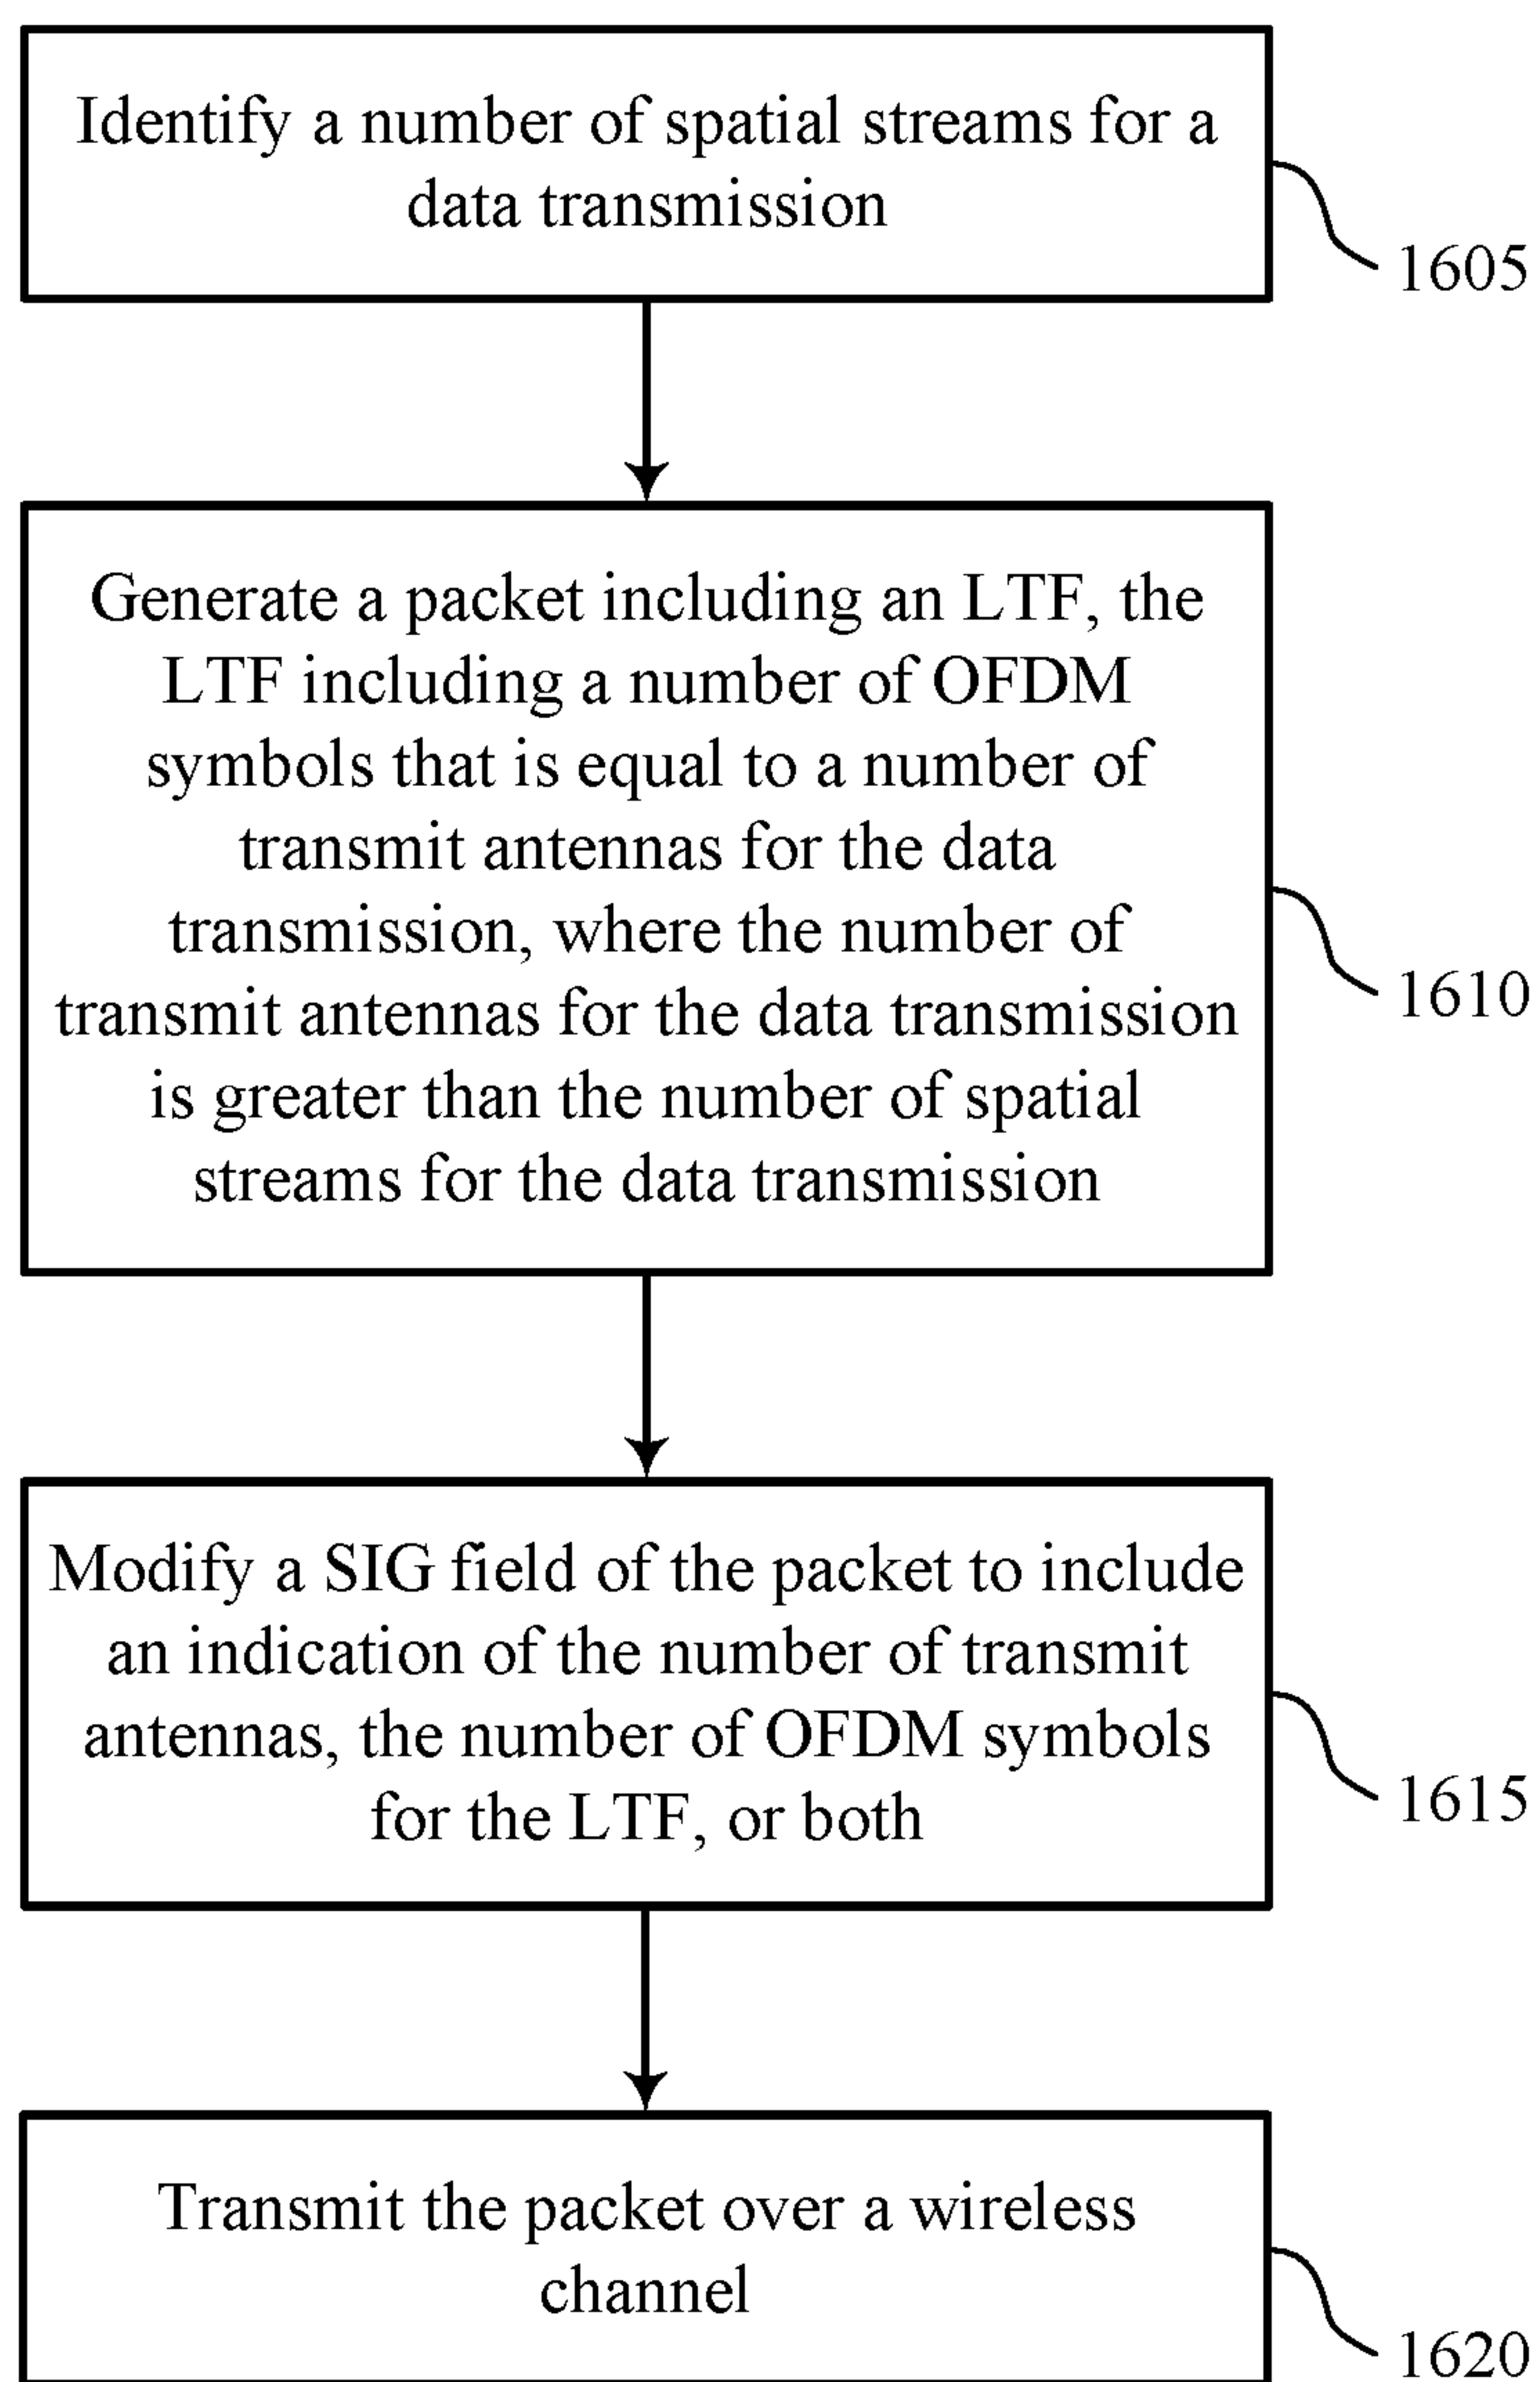 Identify a number of spatial streams for a
data transmission
1605
Generate a packet including an LTF, the
LTF including a number of OFDM
symbols that is equal to a number of
transmit antennas for the data
transmission, where the number of
transmit antennas for the data transmission
is greater than the number of spatial
streams for the data transmission
1610
Modify a SIG field of the packet to include
an indication of the number of transmit
antennas, the number of OFDM symbols
for the LTF, or both
1615
Transmit the packet over a wireless
channel
1620